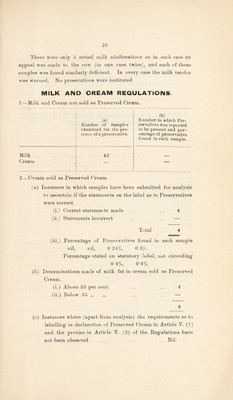 25
There were only 5 actual milk adulterations as in each case an
appeal was made to the cow (in one case twice), and each of these
samples was found similarly deficient. In every case the milk vendor
was warned. No prosecutions were instituted.
MILK AND CREAM REGULATIONS.
1—Milk and Cream not sold as Preserved Cream.
(a)
Number of Samples
examined for the pre-
sence of a preservative.
(b)
Number in which Pre-
servatives was reported
to be present and per-
centage of preservative
found in each sample.
Milk 43 —
Cream — —
2.—Cream sold as Preserved Cream.
(a) Instances in which samples have been submitted for analysis
to ascertain if the statements on the label as to Preservatives
were correct.
(i.) Correct statements made 4
(ii.) Statements incorrect —
Total 4
(iii.) Percentage of Preservatives found in each sample
nil, nil, 0·24%, 0·3%.
Percentage stated on statutory label, not exceeding
0·4%, 0·4%.
(b) Determinations made of milk fat in cream sold as Preserved
Cream.
(i.) Above 35 per cent. 4
(ii.) Below 35 „ „ —
4
(c) Instances where (apart from analysis) the requirements as to
labelling or declaration of Preserved Cream in Article V. (1)
and the proviso in Article V. (2) of the Regulations have
not been observed Nil.